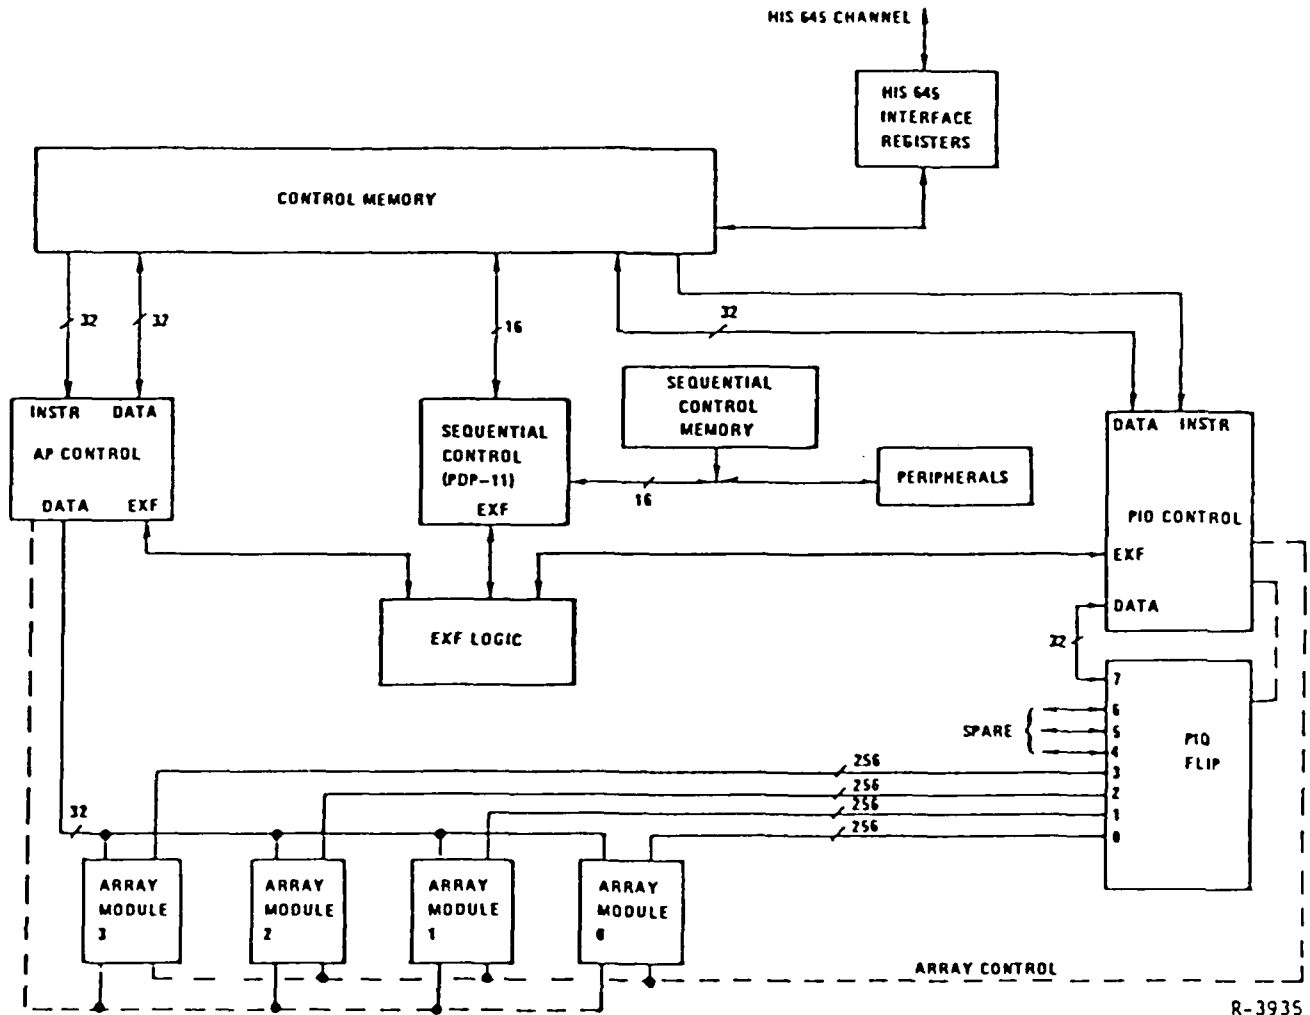 HIS 645 CHANNEL
HIS 645
INTERFACE
REGISTERS
CONTROL MEMORY
32
32
16
32
INSTR DATA
AP CONTROL
DATA EXF
SEQUENTIAL
CONTROL
(PDP-11)
EXF
SEQUENTIAL
CONTROL
MEMORY
16
PERIPHERALS
DATA INSTR
PIO CONTROL
EXF
DATA
EXF LOGIC
32
7
6
5
4
3
2
1
0
SPARE
PIO
FLIP
256
256
256
256
32
ARRAY
MODULE
3
ARRAY
MODULE
2
ARRAY
MODULE
1
ARRAY
MODULE
0
ARRAY CONTROL
R-3935